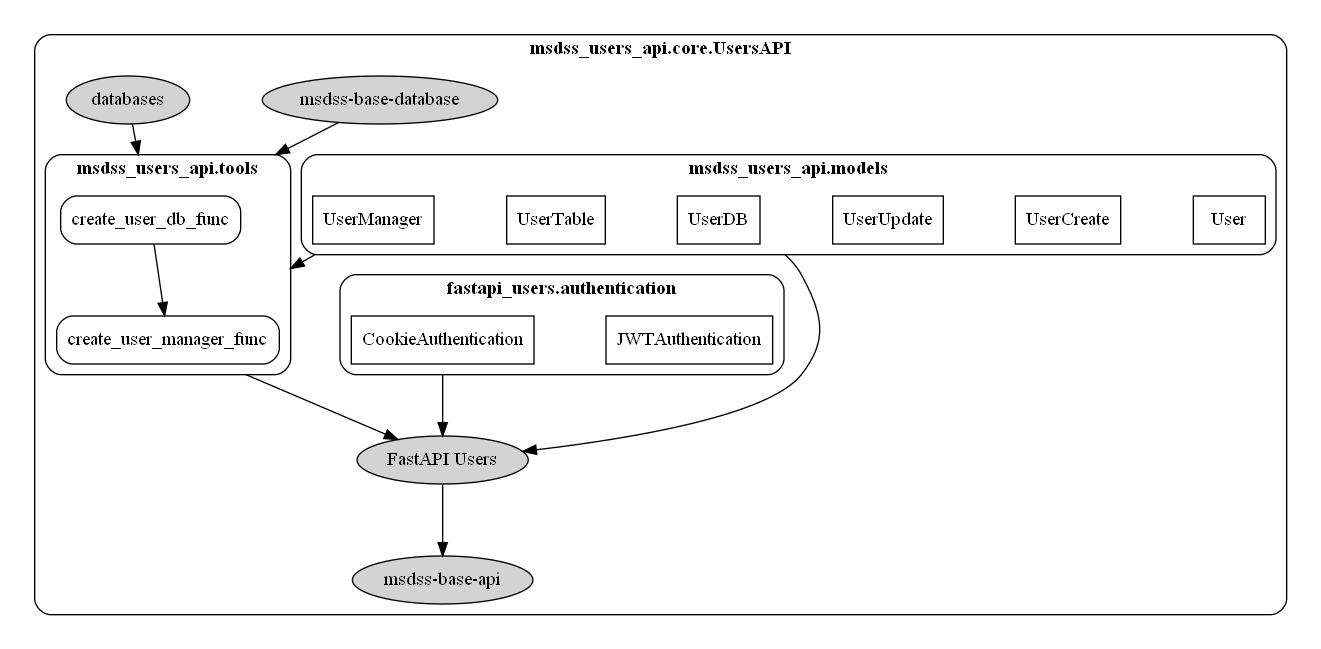 msdss_users_api.core.UsersAPI
databases
msdss-base-database
msdss_users_api.tools
msdss_users_api.models
create_user_db_func
UserManager
UserTable
UserDB
UserUpdate
UserCreate
User
fastapi_users.authentication
create_user_manager_func
CookieAuthentication
JWTAuthentication
FastAPI Users
msdss-base-api